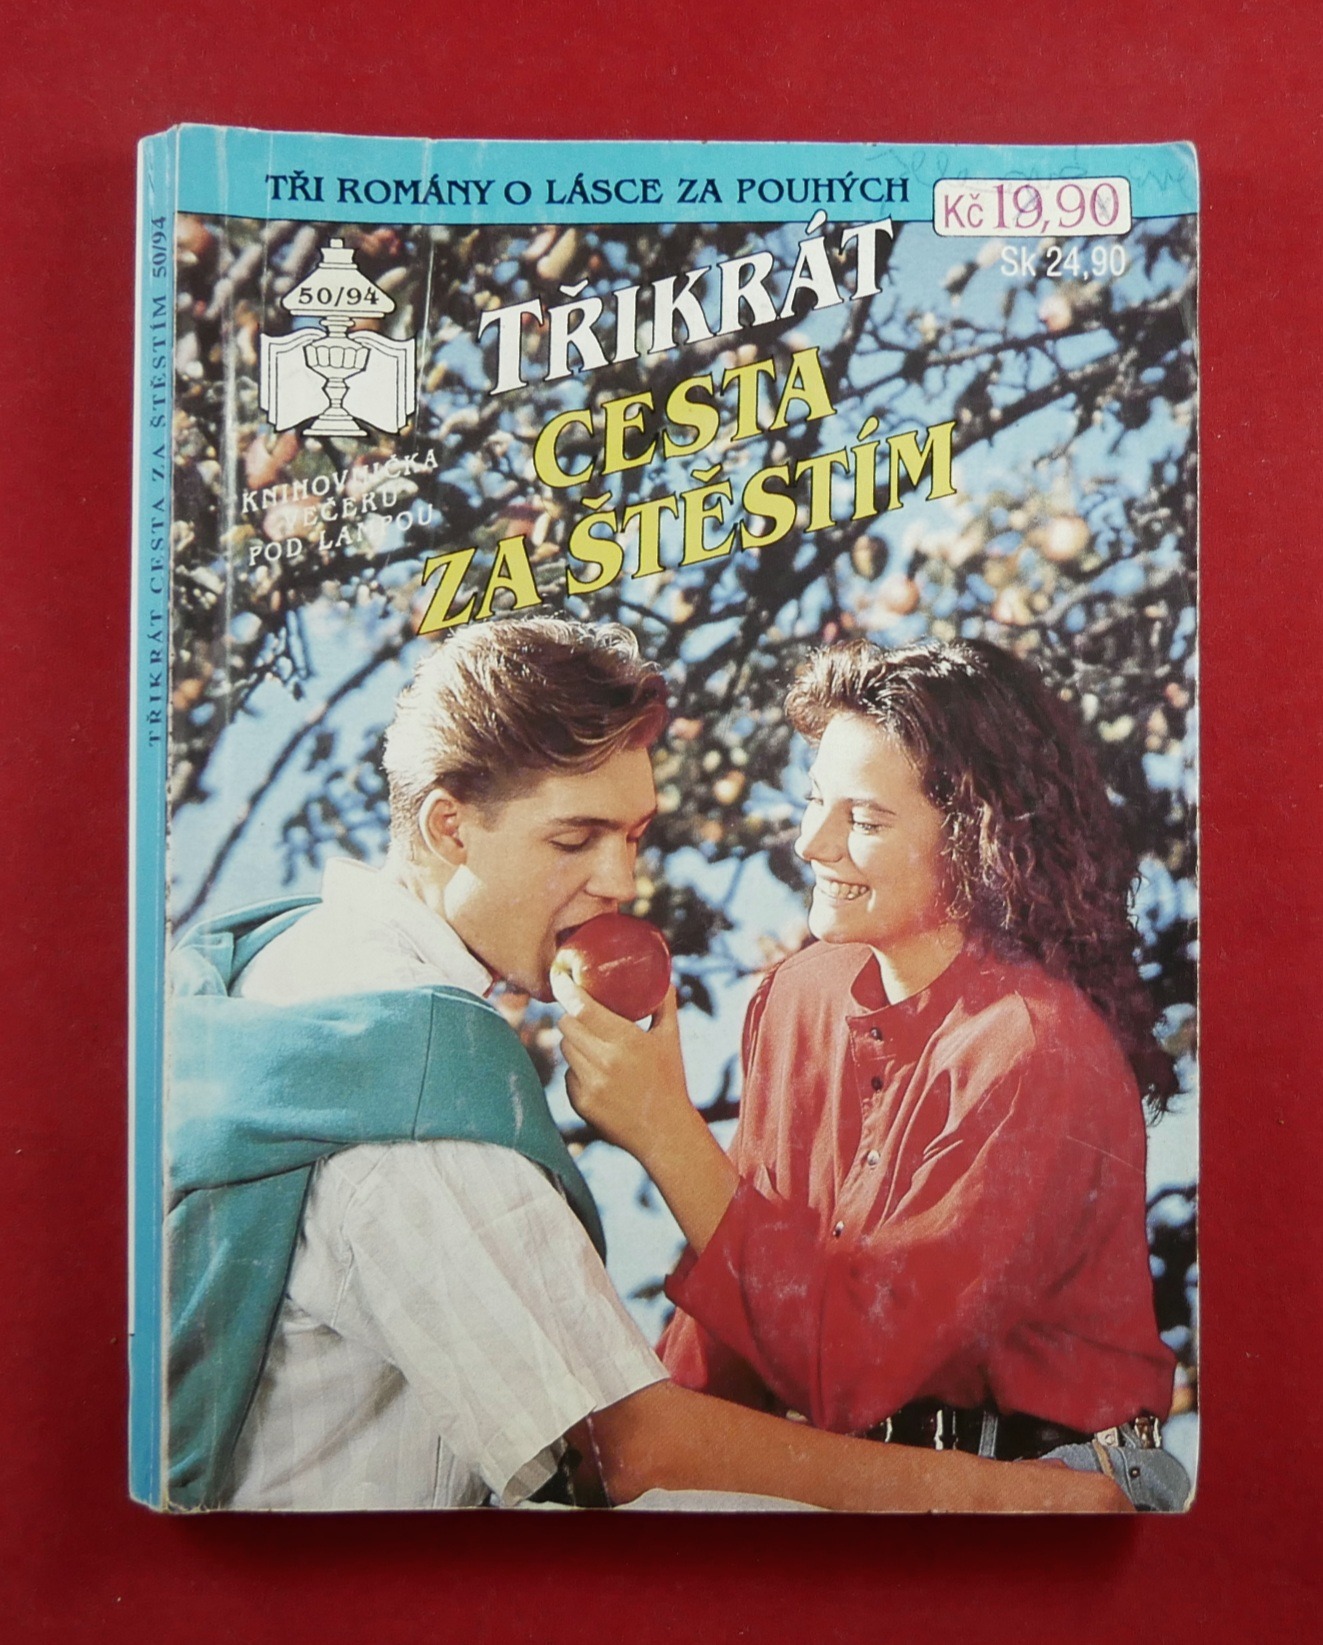 TŘI ROMÁNY O LÁSCE ZA POUHÝCH
Kč 19,90
Sk 24,90
50/94
KNIHOVNIČKA
VEČERŮ
POD LAMPOU
TŘIKRÁT
CESTA
ZA ŠTĚSTÍM
TŘIKRÁT CESTA ZA ŠTĚSTÍM 50/94